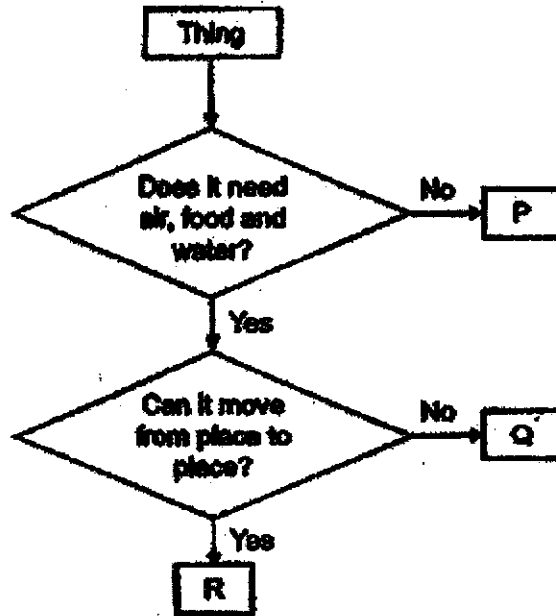 Thing
Does it need
air, food and
water?
No
P
Yes
Can it move
from place to
place?
No
Q
Yes
R